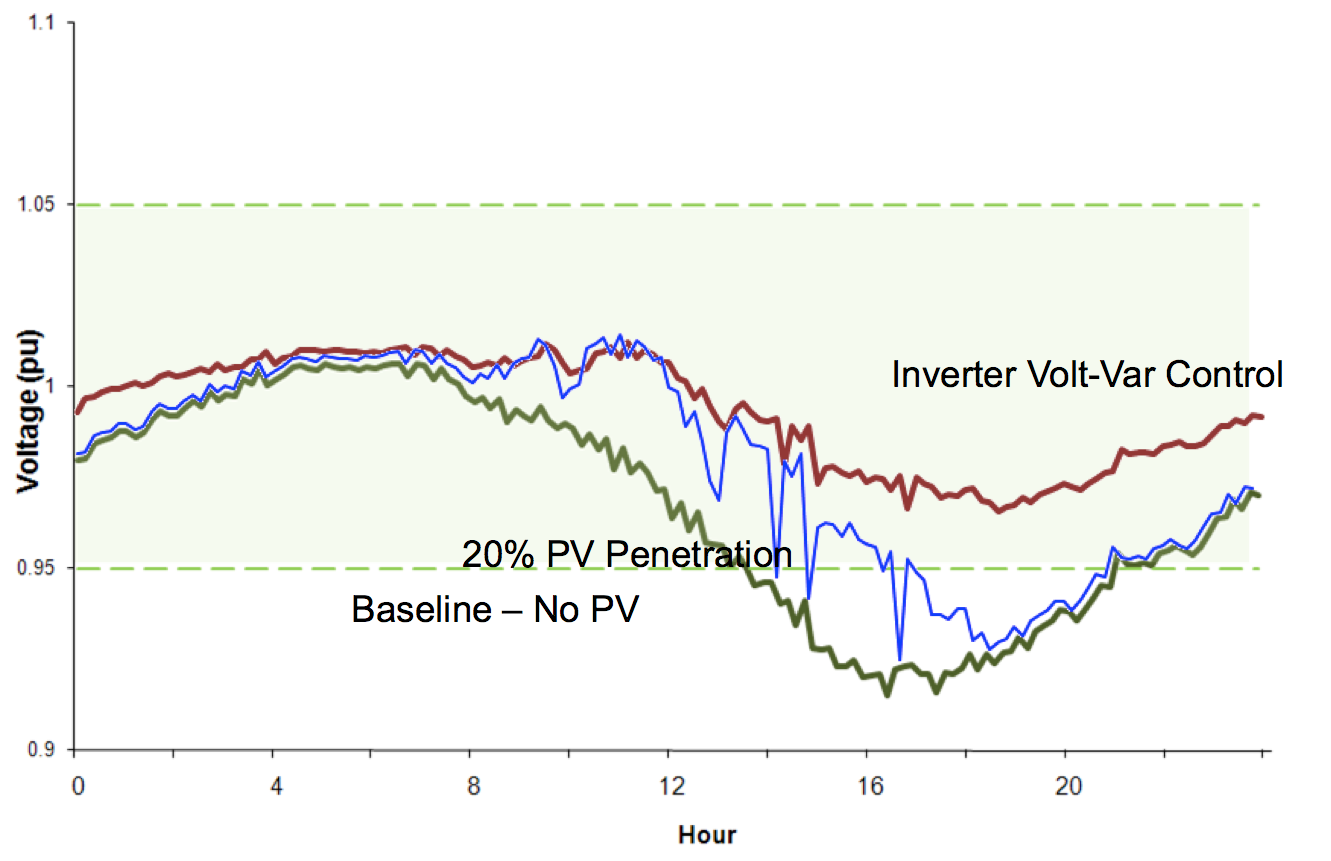 1.1
1.05
1
0.95
0.9
Voltage (pu)
Inverter Volt-Var Control
20% PV Penetration
Baseline – No PV
0 4 8 12 16 20
Hour